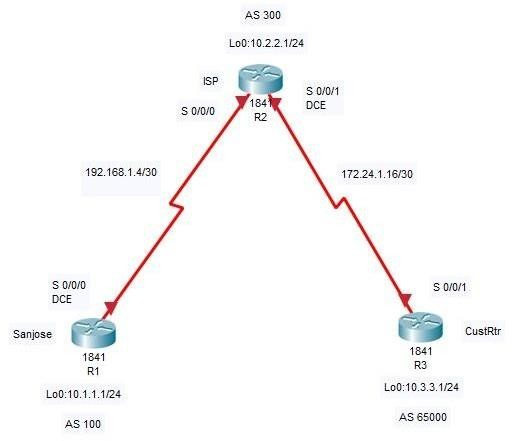 AS 300
Lo0:10.2.2.1/24
ISP
S 0/0/1
DCE
S 0/0/0
1841
R2
192.168.1.4/30
172.24.1.16/30
S 0/0/0
DCE
S 0/0/1
Sanjose
CustRtr
1841
R1
1841
R3
Lo0:10.1.1.1/24
Lo0:10.3.3.1/24
AS 100
AS 65000